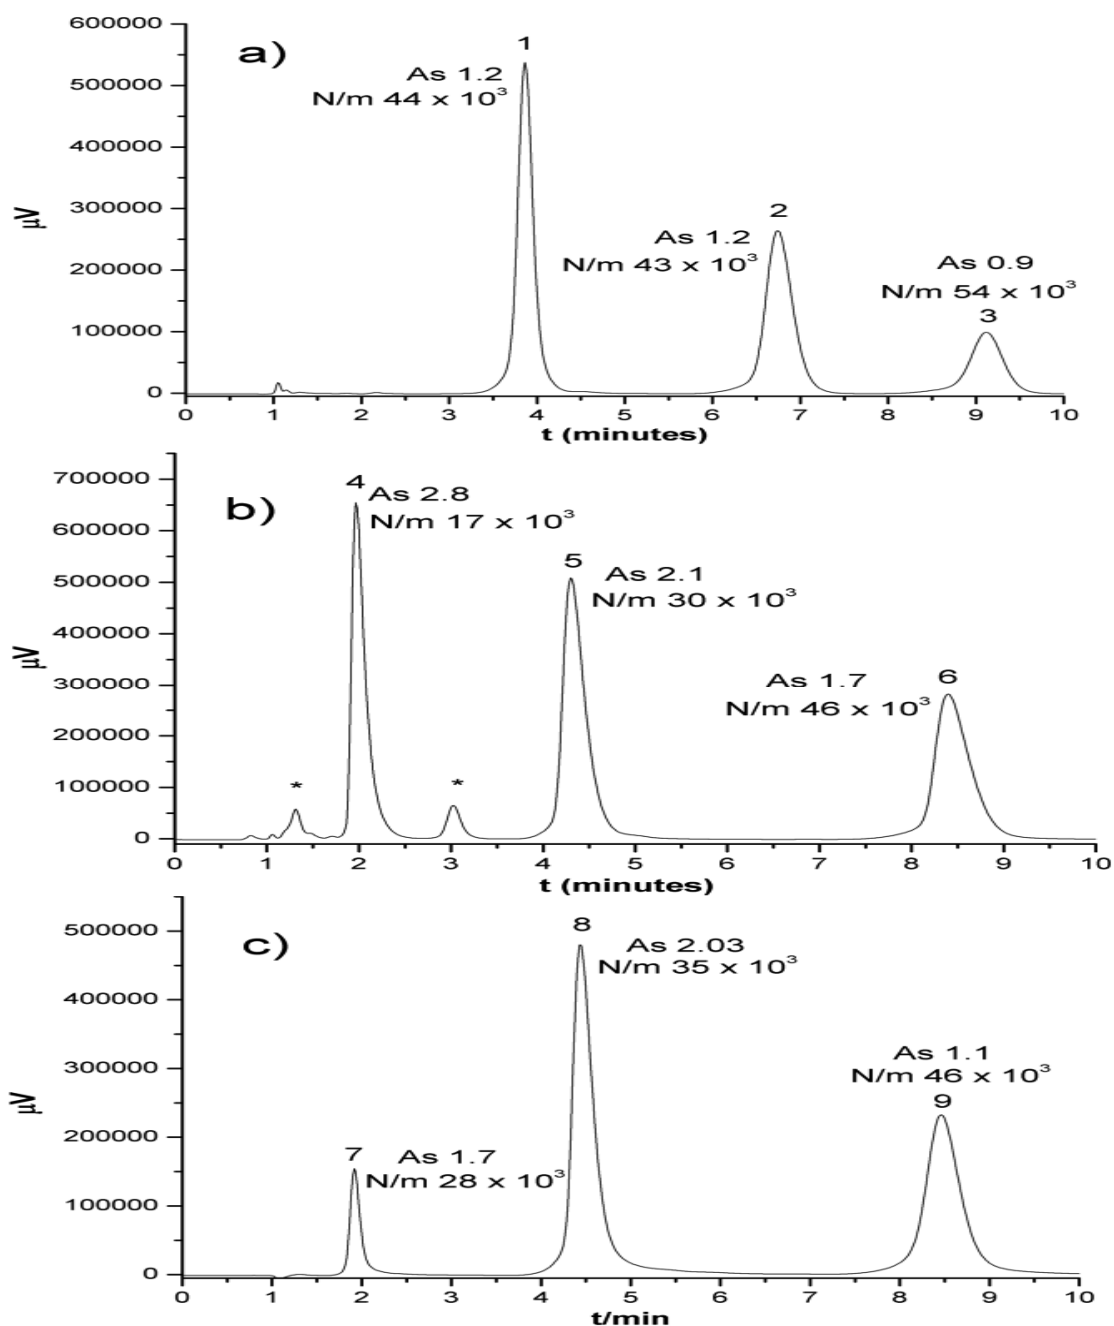 600000
a)
1
As 1.2
N/m 44 x 10³
500000
400000
300000
2
As 1.2
N/m 43 x 10³
As 0.9
N/m 54 x 10³
3
200000
100000
0
µV
0 1 2 3 4 5 6 7 8 9 10
t (minutes)
700000
b)
4
As 2.8
N/m 17 x 10³
600000
5
As 2.1
N/m 30 x 10³
500000
400000
300000
As 1.7
N/m 46 x 10³
6
200000
100000
* *
0
µV
0 1 2 3 4 5 6 7 8 9 10
t (minutes)
c)
8
As 2.03
N/m 35 x 10³
500000
400000
300000
As 1.1
N/m 46 x 10³
9
200000
7
As 1.7
N/m 28 x 10³
100000
0
µV
0 1 2 3 4 5 6 7 8 9 10
t/min